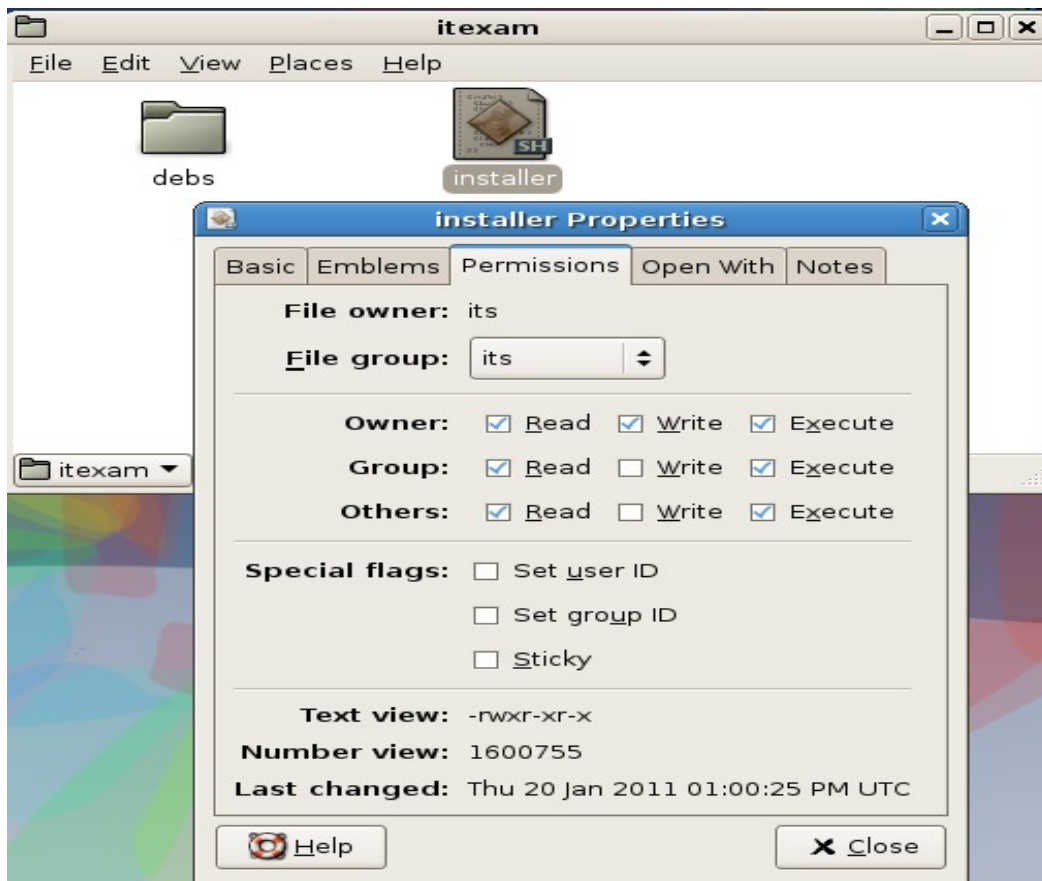 itexam
File Edit View Places Help
SH
debs installer
installer Properties
Basic Emblems Permissions Open With Notes
File owner: its
File group: its
Owner: Read Write Execute
Group: Read Write Execute
itexam
Others: Read Write Execute
Special flags: Set user ID
Set group ID
Sticky
Text view: -rwxr-xr-x
Number view: 1600755
Last changed: Thu 20 Jan 2011 01:00:25 PM UTC
Help Close